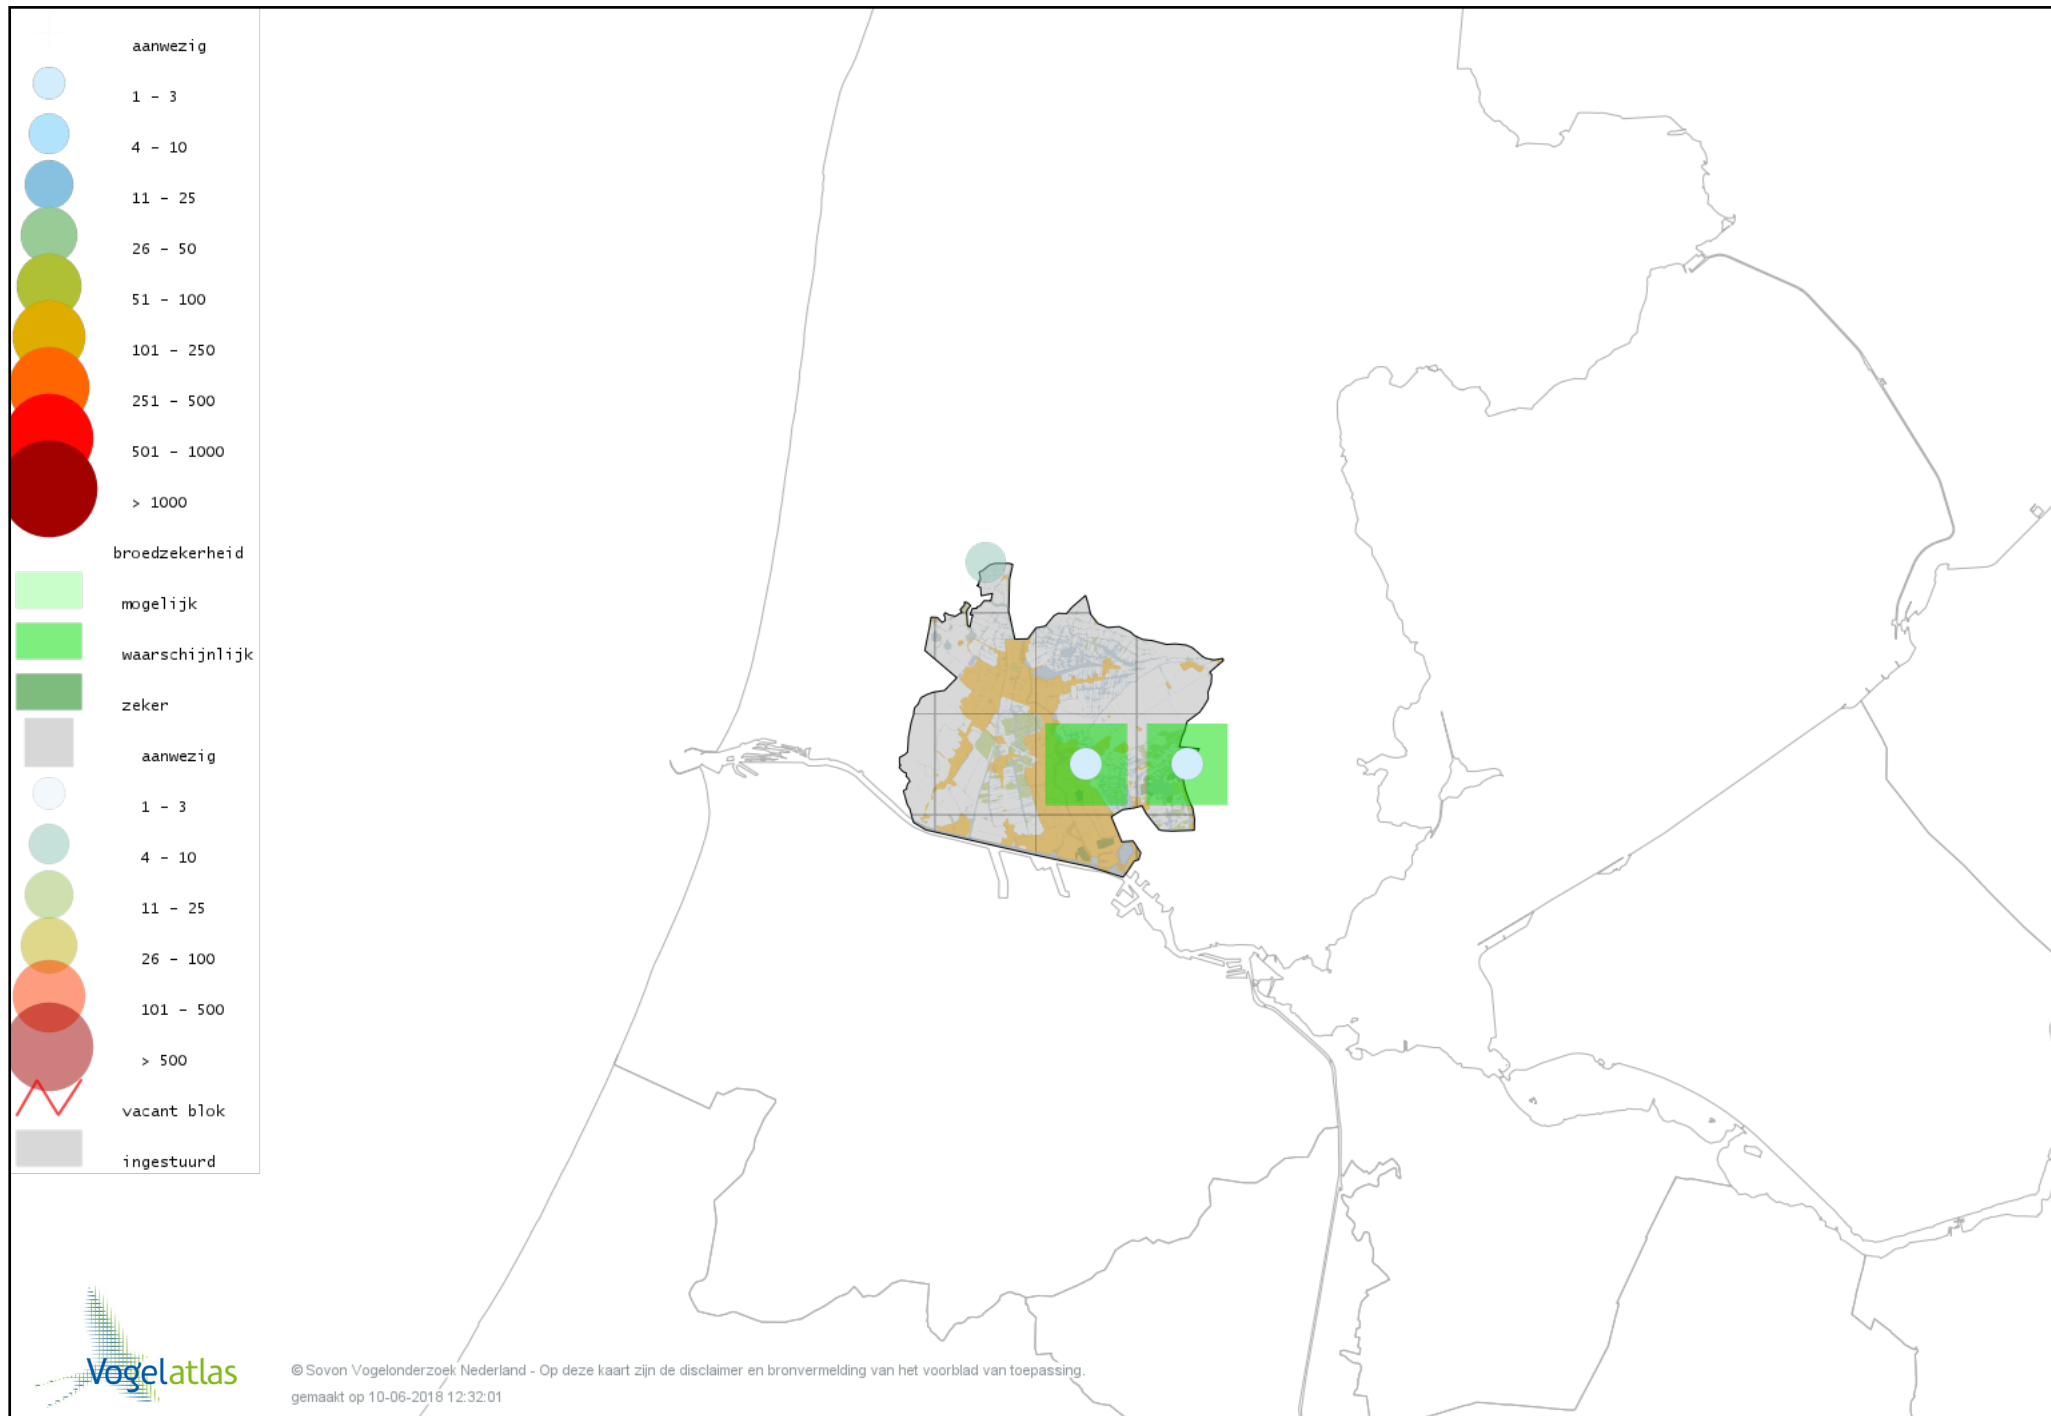 aanwezig
1 - 3
4 - 10
11 - 25
26 - 50
51 - 100
101 - 250
251 - 500
501 - 1000
> 1000
broedzekerheid
mogelijk
waarschijnlijk
zeker
aanwezig
1 - 3
4 - 10
11 - 25
26 - 100
101 - 500
> 500
vacant blok
ingestuurd
Vogelatlas
© Sovon Vogelonderzoek Nederland - Op deze kaart zijn de disclaimer en bronvermelding van het voorblad van toepassing.
gemaakt op 10-06-2018 12:32:01